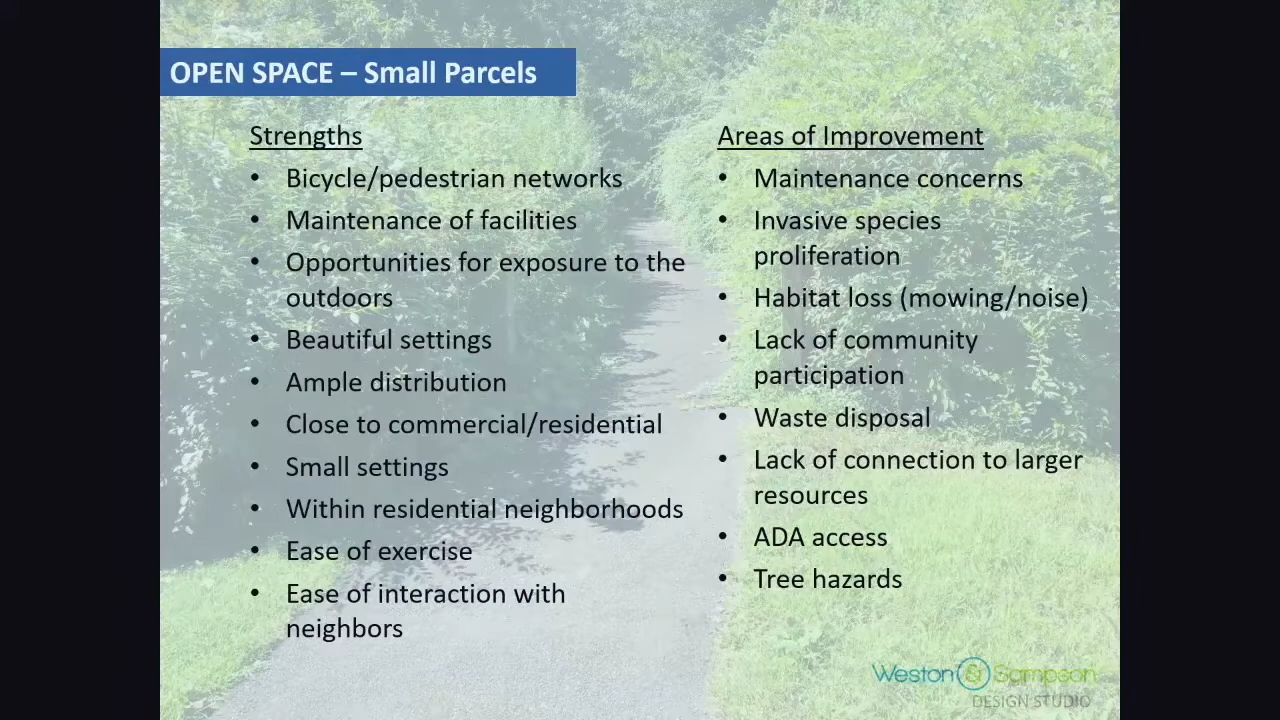 OPEN SPACE – Small Parcels
Strengths
• Bicycle/pedestrian networks
• Maintenance of facilities
• Opportunities for exposure to the
outdoors
• Beautiful settings
• Ample distribution
• Close to commercial/residential
• Small settings
• Within residential neighborhoods
• Ease of exercise
• Ease of interaction with
neighbors
Areas of Improvement
• Maintenance concerns
• Invasive species
proliferation
• Habitat loss (mowing/noise)
• Lack of community
participation
• Waste disposal
• Lack of connection to larger
resources
• ADA access
• Tree hazards
Weston & Sampson
DESIGN STUDIO